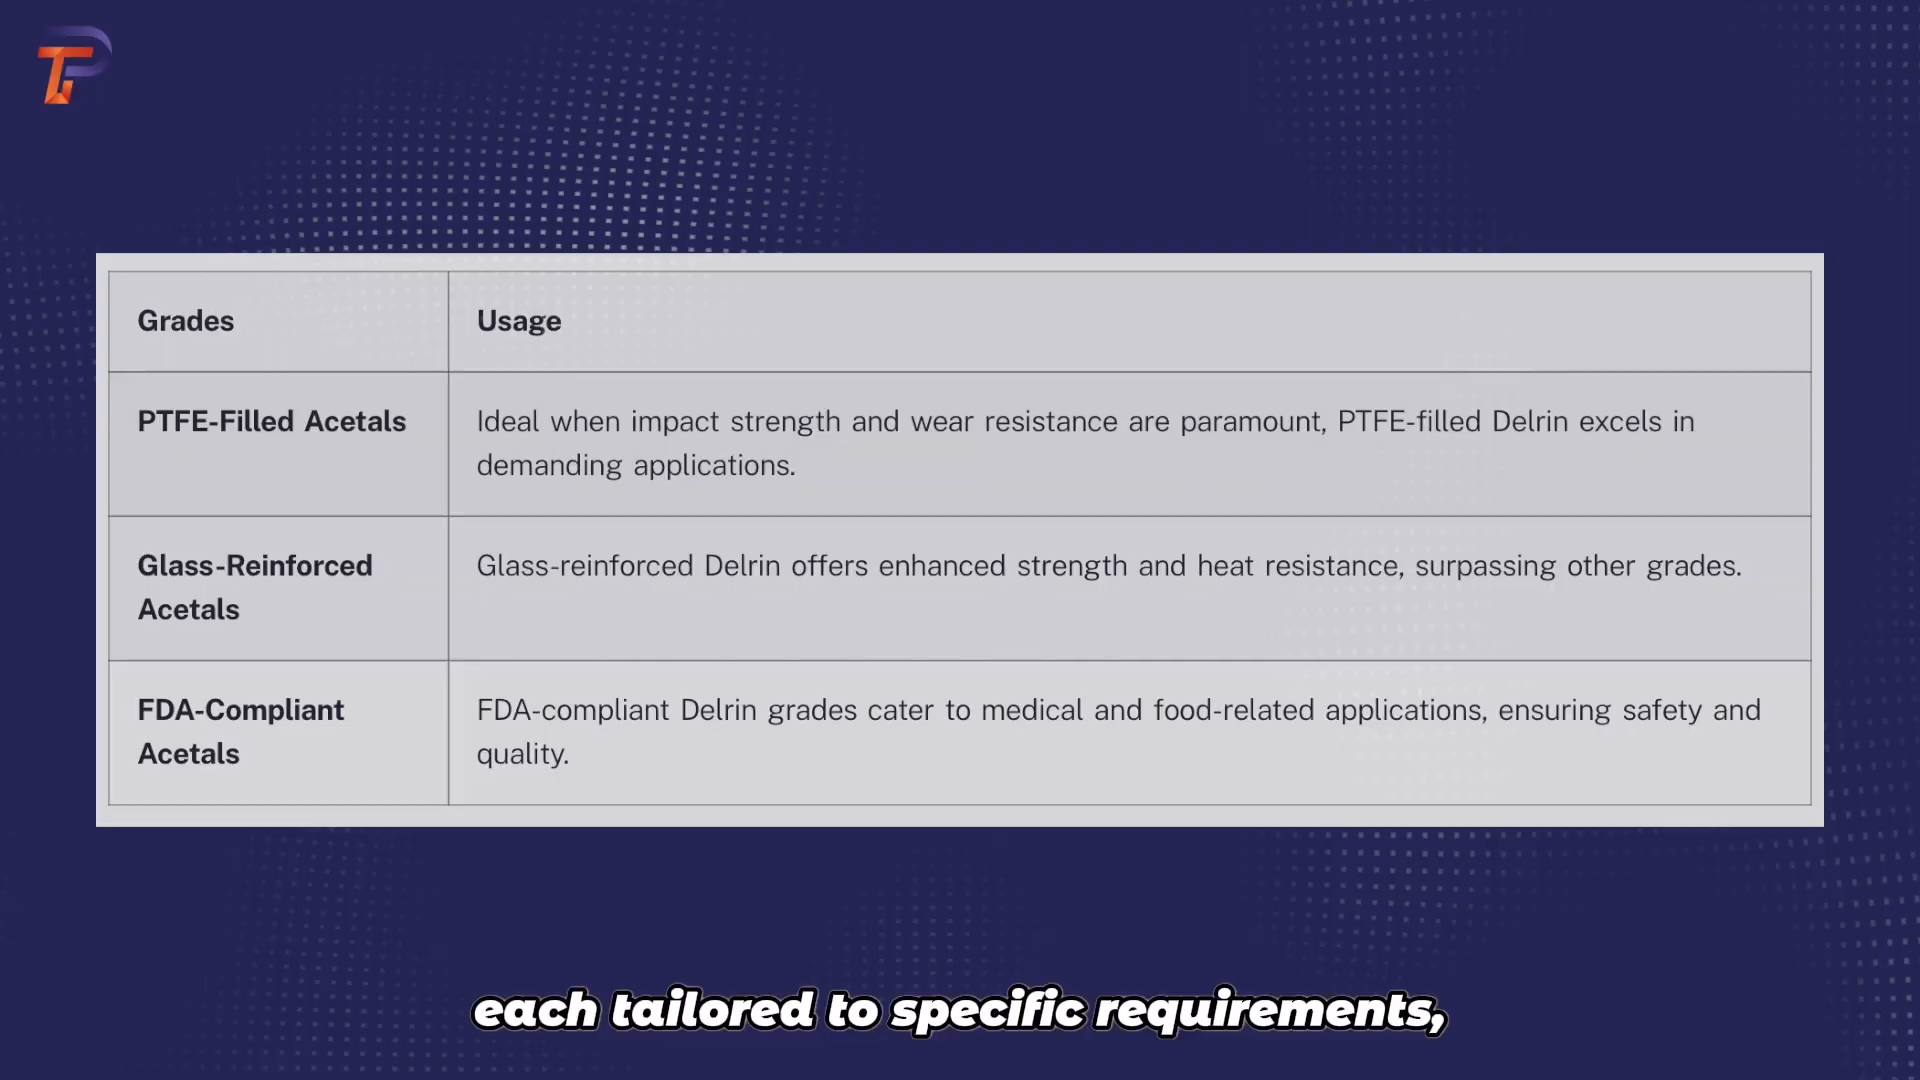 Grades
Usage
PTFE-Filled Acetals
Ideal when impact strength and wear resistance are paramount, PTFE-filled Delrin excels in
demanding applications.
Glass-Reinforced
Acetals
Glass-reinforced Delrin offers enhanced strength and heat resistance, surpassing other grades.
FDA-Compliant
Acetals
FDA-compliant Delrin grades cater to medical and food-related applications, ensuring safety and
quality.
each tailored to specific requirements,